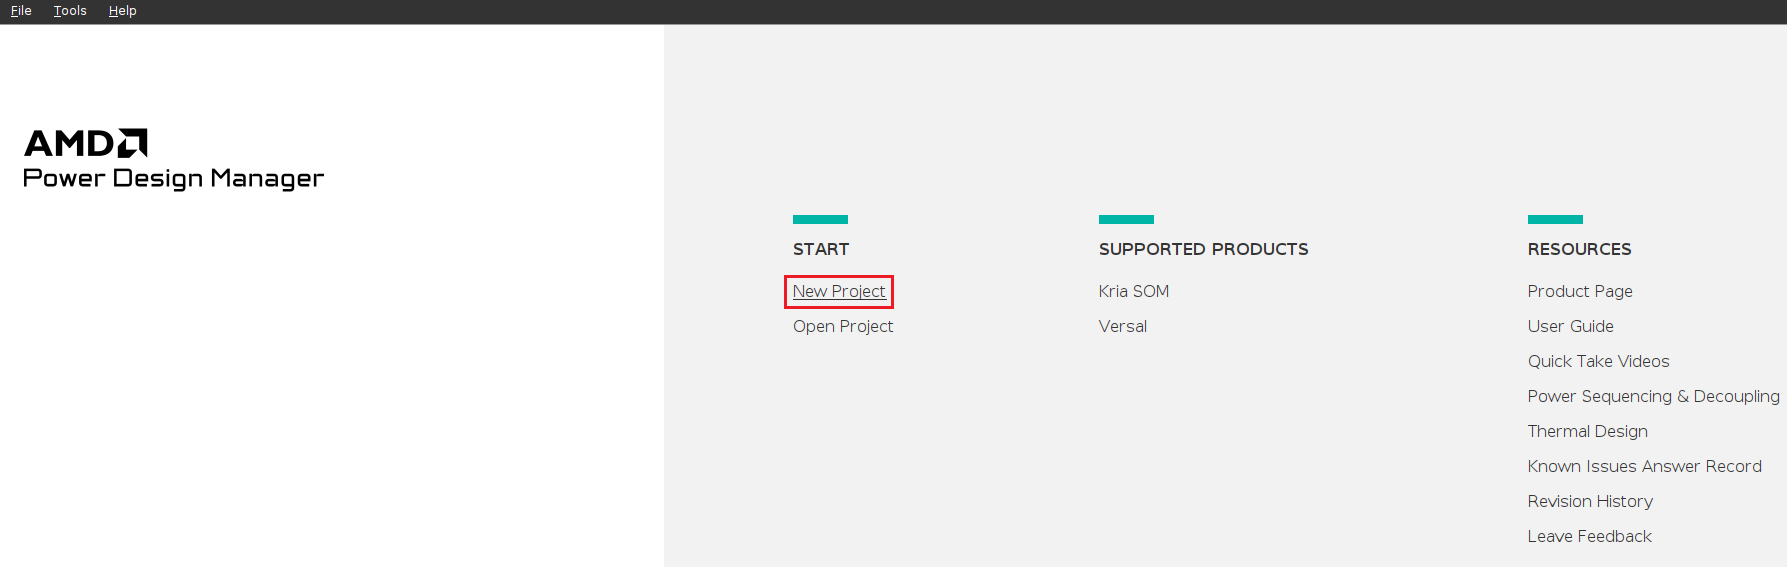 File Tools Help
AMD
Power Design Manager
START
New Project
Open Project
SUPPORTED PRODUCTS
Kria SOM
Versal
RESOURCES
Product Page
User Guide
Quick Take Videos
Power Sequencing & Decoupling
Thermal Design
Known Issues Answer Record
Revision History
Leave Feedback